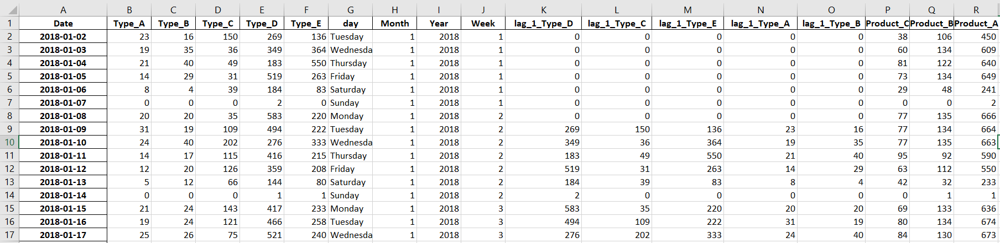 A B C D E F G H I J K L M N O P Q R
1 Date Type_A Type_B Type_C Type_D Type_E day Month Year Week lag_1_Type_D lag_1_Type_C lag_1_Type_E lag_1_Type_A lag_1_Type_B Product_C Product_B Product_A
2 2018-01-02 23 16 150 269 136 Tuesday 1 2018 1 0 0 0 0 0 38 106 450
3 2018-01-03 19 35 36 349 364 Wednesda 1 2018 1 0 0 0 0 0 60 134 609
4 2018-01-04 21 40 49 183 550 Thursday 1 2018 1 0 0 0 0 0 81 122 640
5 2018-01-05 14 29 31 519 263 Friday 1 2018 1 0 0 0 0 0 73 134 649
6 2018-01-06 8 4 39 184 83 Saturday 1 2018 1 0 0 0 0 0 29 48 241
7 2018-01-07 0 0 0 2 0 Sunday 1 2018 1 0 0 0 0 0 0 0 2
8 2018-01-08 20 20 35 583 220 Monday 1 2018 2 0 0 0 0 0 77 135 666
9 2018-01-09 31 19 109 494 222 Tuesday 1 2018 2 269 150 136 23 16 77 134 664
10 2018-01-10 24 40 202 276 333 Wednesda 1 2018 2 349 36 364 19 35 77 135 663
11 2018-01-11 14 17 115 416 215 Thursday 1 2018 2 183 49 550 21 40 95 92 590
12 2018-01-12 12 20 126 359 208 Friday 1 2018 2 519 31 263 14 29 63 112 550
13 2018-01-13 5 12 66 144 80 Saturday 1 2018 2 184 39 83 8 4 42 32 233
14 2018-01-14 0 0 0 1 1 Sunday 1 2018 2 2 0 0 0 0 0 1 1
15 2018-01-15 21 24 143 417 233 Monday 1 2018 3 583 35 220 20 20 69 133 636
16 2018-01-16 19 24 121 466 258 Tuesday 1 2018 3 494 109 222 31 19 80 134 674
17 2018-01-17 25 26 75 521 240 Wednesda 1 2018 3 276 202 333 24 40 84 130 673